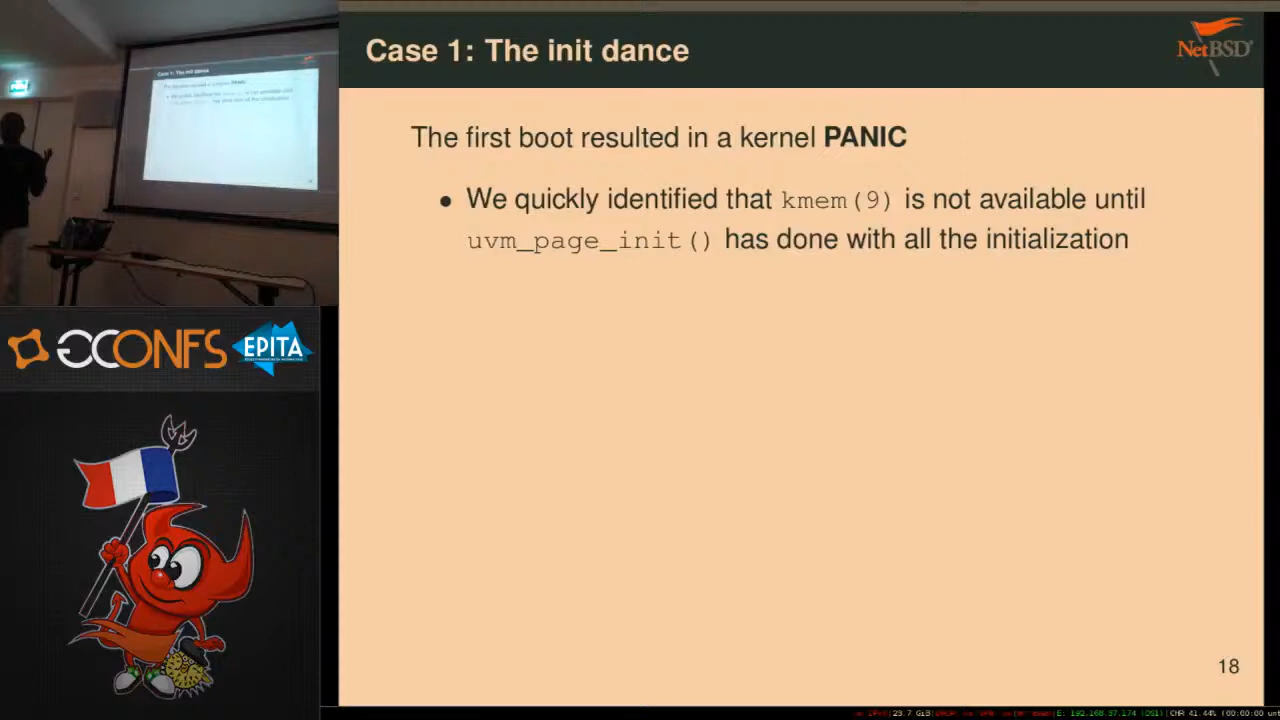 Case 1: The init dance
NetBSD
The first boot resulted in a kernel PANIC
• We quickly identified that kmem(9) is not available until
uvm_page_init() has done with all the initialization
GCONFS
EPITA
18